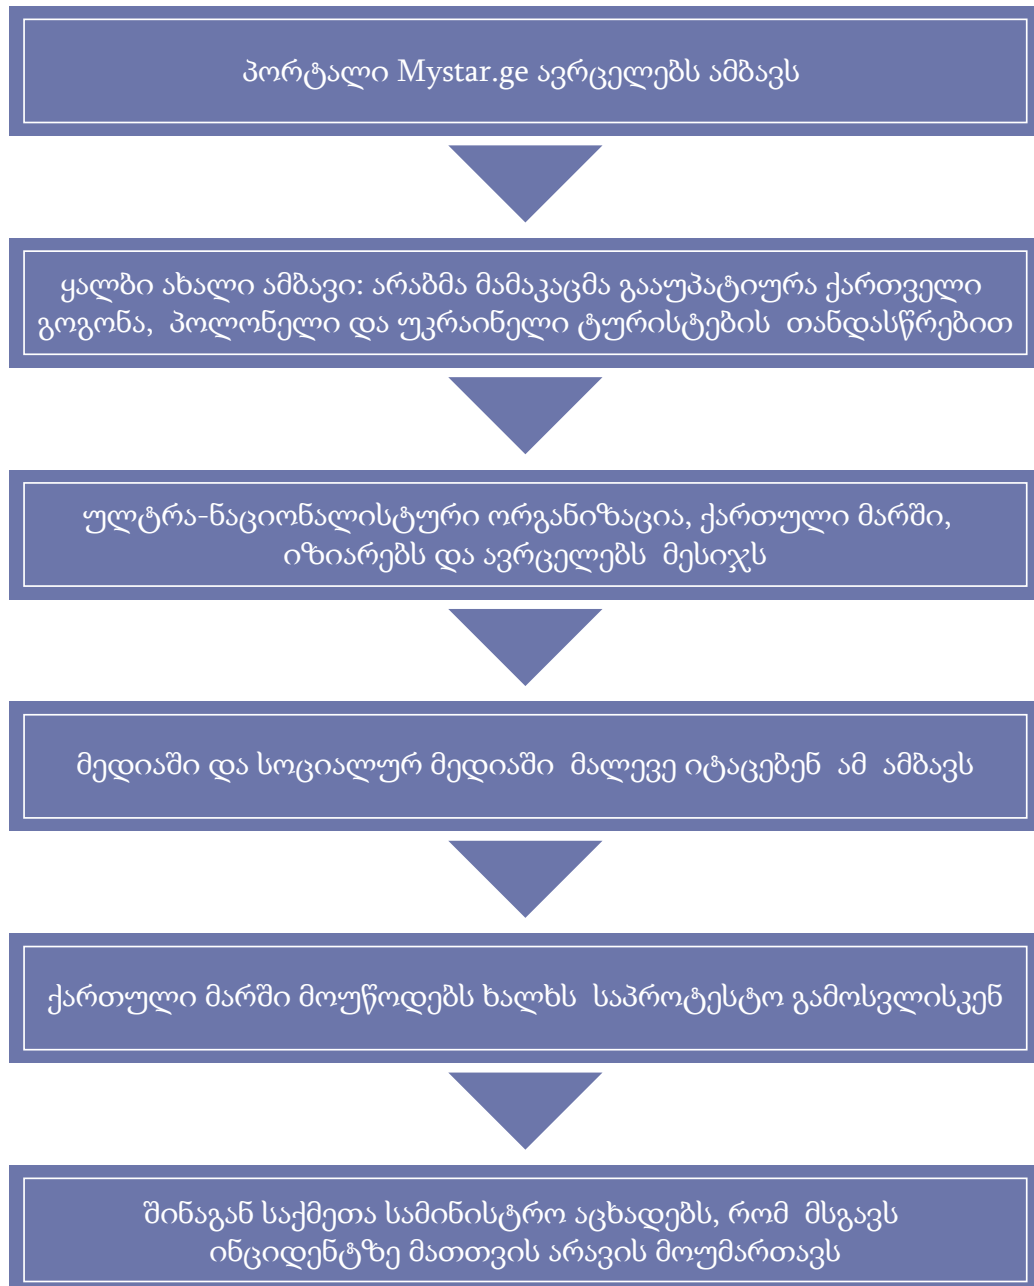 პორტალი Mystar.ge ავრცელებს ამბავს
ყალბი ახალი ამბავი: არაბმა მამაკაცმა გააუპატიურა ქართველი
გოგონა, პოლონელი და უკრაინელი ტურისტების თანდასწრებით
ულტრა-ნაციონალისტური ორგანიზაცია, ქართული მარში,
იზიარებს და ავრცელებს მესიჯს
მედიაში და სოციალურ მედიაში მალევე იტაცებენ ამ ამბავს
ქართული მარში მოუწოდებს ხალხს საპროტესტო გამოსვლისკენ
შინაგან საქმეთა სამინისტრო აცხადებს, რომ მსგავს
ინციდენტზე მათთვის არავის მოუმართავს